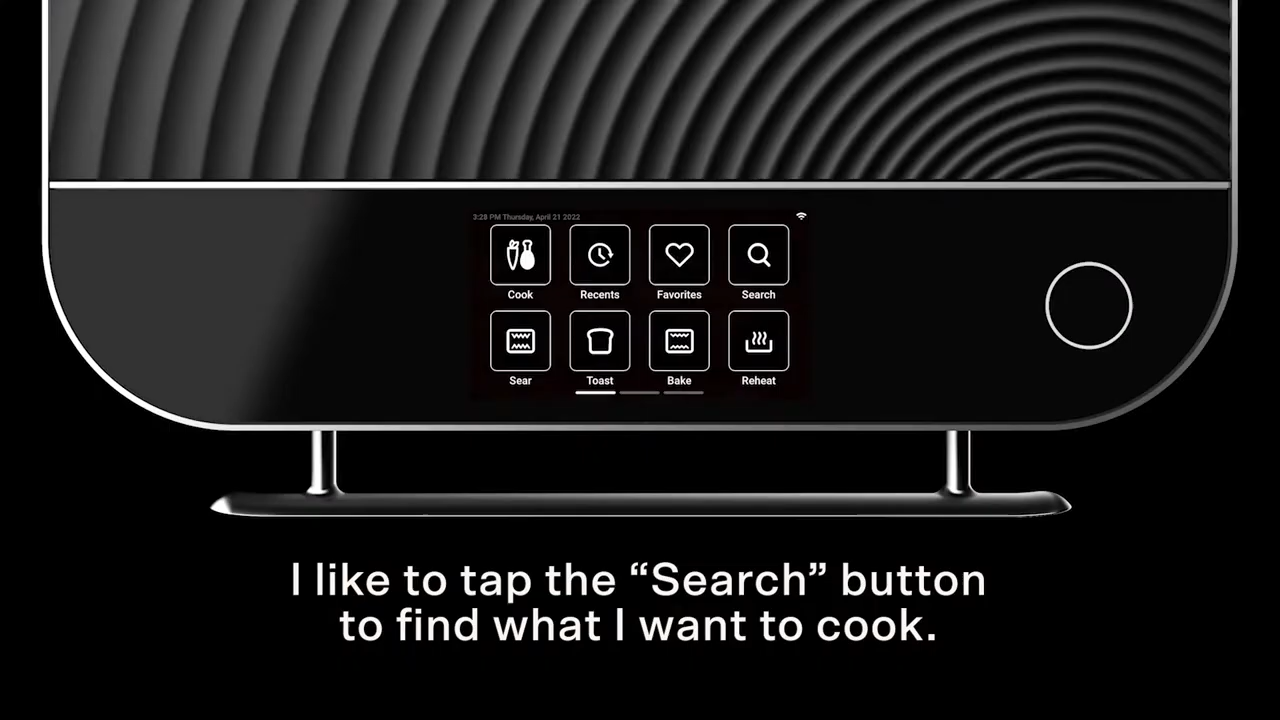 3:28 PM Thursday, April 21 2022
Cook Recents Favorites Search
Sear Toast Bake Reheat
I like to tap the “Search” button
to find what I want to cook.